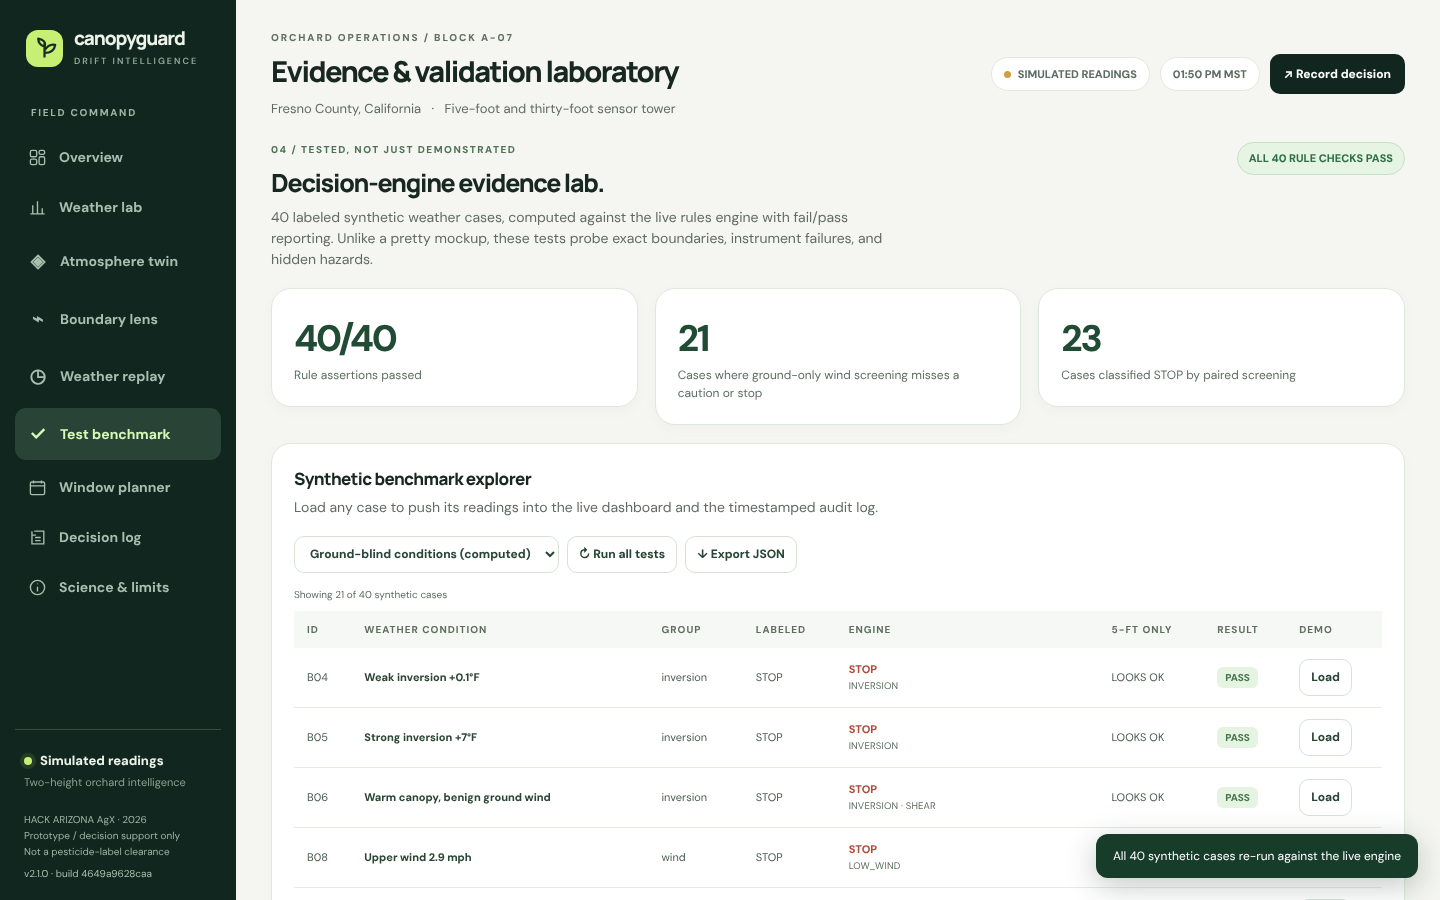 canopyguard
DRIFT INTELLIGENCE
FIELD COMMAND
Overview
Weather lab
Atmosphere twin
Boundary lens
Weather replay
Test benchmark
Window planner
Decision log
Science & limits
Simulated readings
Two-height orchard intelligence
HACK ARIZONA AgX · 2026
Prototype / decision support only
Not a pesticide-label clearance
v2.1.0 · build 4649a9628caa
ORCHARD OPERATIONS / BLOCK A-07
Evidence & validation laboratory
Fresno County, California · Five-foot and thirty-foot sensor tower
SIMULATED READINGS
01:50 PM MST
↗ Record decision
04 / TESTED, NOT JUST DEMONSTRATED
Decision-engine evidence lab.
40 labeled synthetic weather cases, computed against the live rules engine with fail/pass
reporting. Unlike a pretty mockup, these tests probe exact boundaries, instrument failures, and
hidden hazards.
ALL 40 RULE CHECKS PASS
40/40
Rule assertions passed
21
Cases where ground-only wind screening misses a
caution or stop
23
Cases classified STOP by paired screening
Synthetic benchmark explorer
Load any case to push its readings into the live dashboard and the timestamped audit log.
Ground-blind conditions (computed)
↻ Run all tests
↓ Export JSON
Showing 21 of 40 synthetic cases
ID WEATHER CONDITION GROUP LABELED ENGINE 5-FT ONLY RESULT DEMO
B04 Weak inversion +0.1°F inversion STOP STOP LOOKS OK PASS Load
INVERSION
B05 Strong inversion +7°F inversion STOP STOP LOOKS OK PASS Load
INVERSION
B06 Warm canopy, benign ground wind inversion STOP STOP LOOKS OK PASS Load
INVERSION · SHEAR
B08 Upper wind 2.9 mph wind STOP STOP
LOW_WIND
All 40 synthetic cases re-run against the live engine